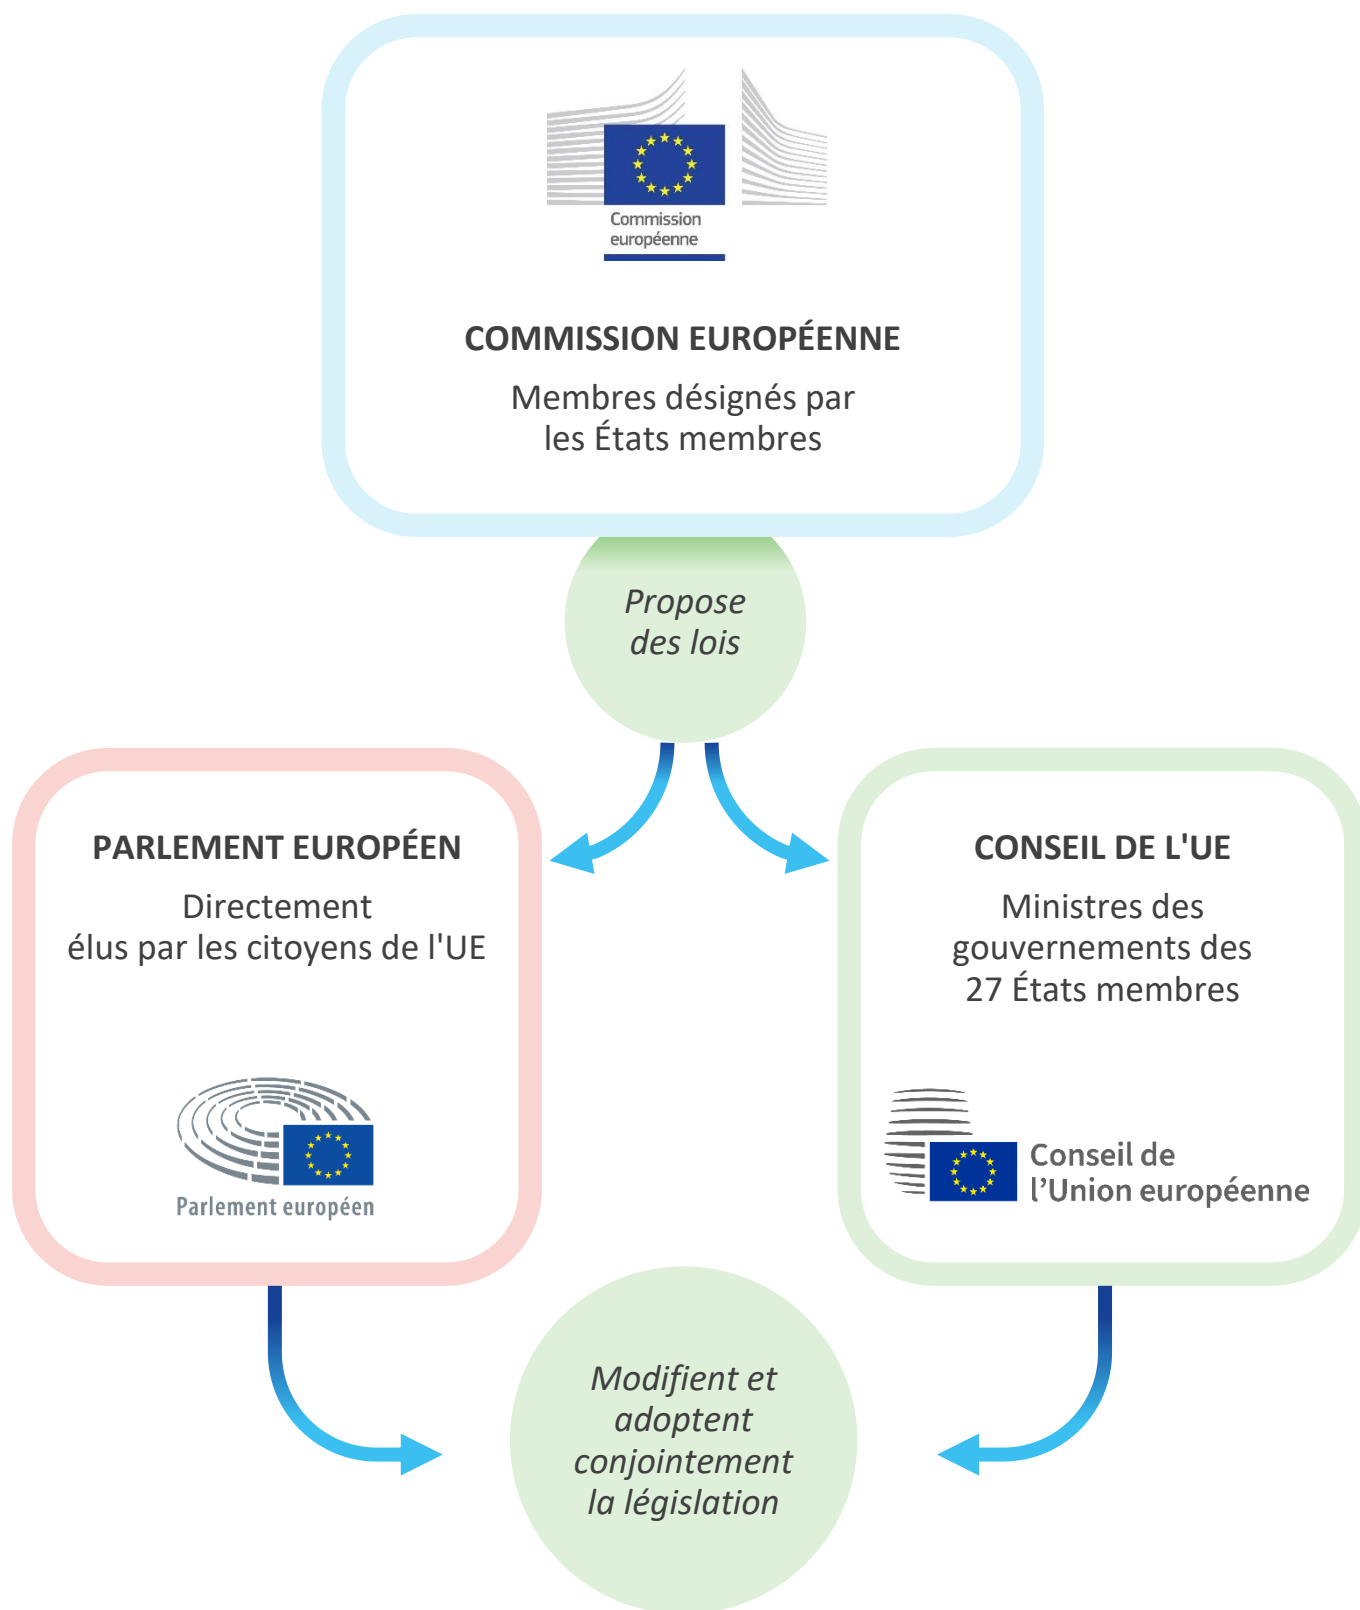 Commission
européenne
COMMISSION EUROPÉENNE
Membres désignés par
les États membres
Propose
des lois
PARLEMENT EUROPÉEN
Directement
élus par les citoyens de l'UE
Parlement européen
CONSEIL DE L'UE
Ministres des
gouvernements des
27 États membres
Conseil de
l’Union européenne
Modifient et
adoptent
conjointement
la législation